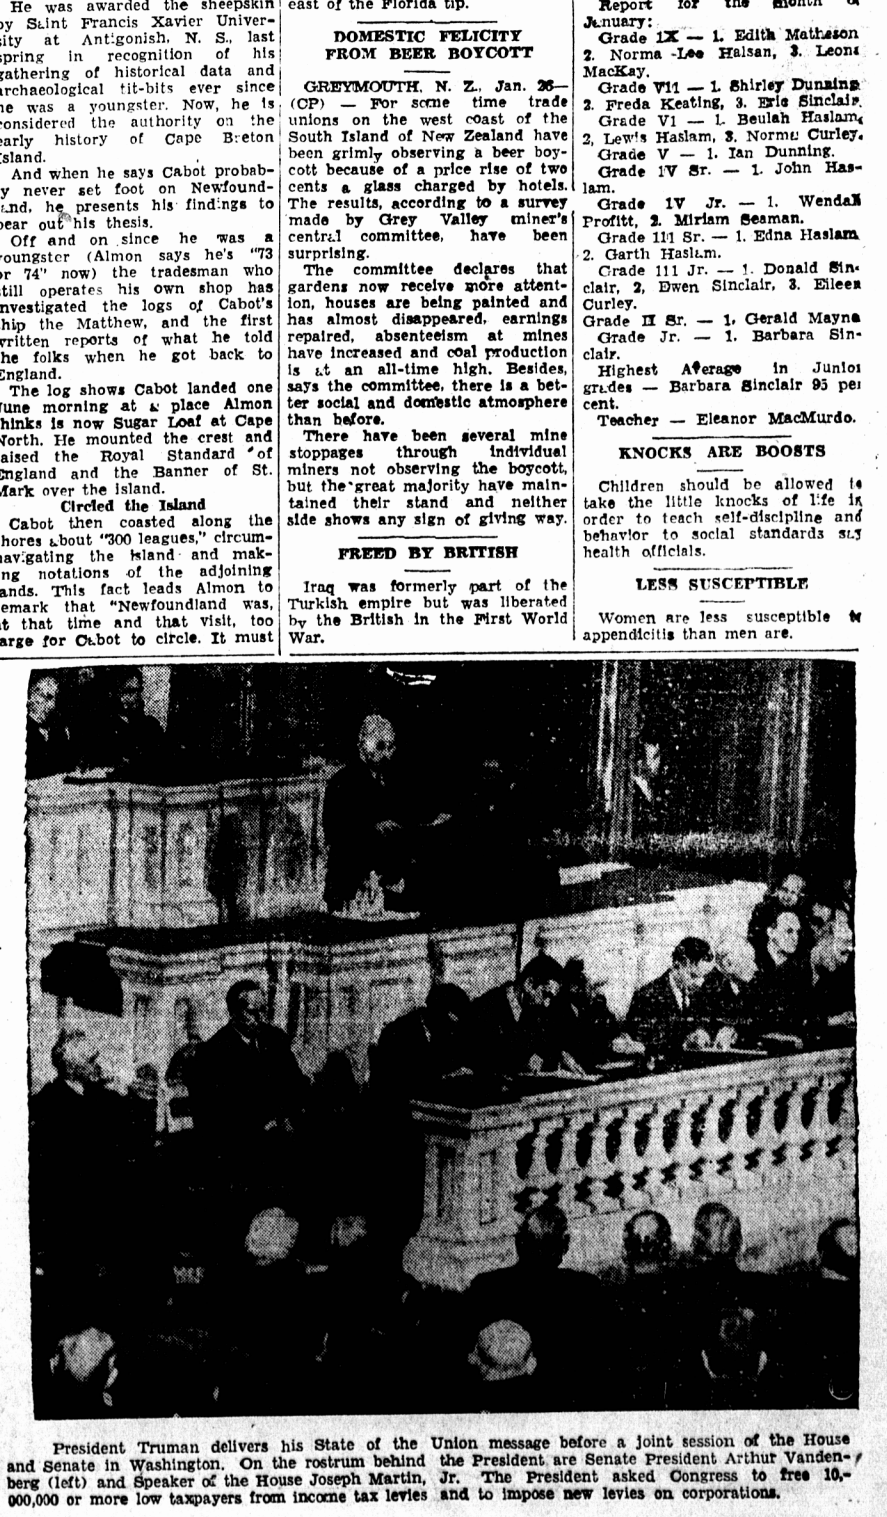 He was awarded the sheepskin
by Saint Francis Xavier Univer-
sity at Antigonish, N. S., last
spring in recognition of his
gathering of historical data and
archaeological tit-bits ever since
he was a youngster. Now, he is
considered the authority on the
early history of Cape Breton
Island.
And when he says Cabot probab-
ly never set foot on Newfound-
land, he presents his findings to
bear out his thesis.
Off and on since he was a
youngster (Almon says he's "73
or 74" now) the tradesman who
still operates his own shop has
investigated the logs of Cabot's
ship the Matthew, and the first
written reports of what he told
the folks when he got back to
England.
The log shows Cabot landed one
June morning at a place Almon
thinks is now Sugar Loaf at Cape
North. He mounted the crest and
raised the Royal Standard of
England and the Banner of St.
Mark over the island.
Circled the Island
Cabot then coasted along the
shores about "300 leagues," circum-
navigating the Island and mak-
ing notations of the adjoining
lands. This fact leads Almon to
remark that "Newfoundland was,
at that time and that visit, too
large for Cabot to circle. It must
east of the Florida tip.
DOMESTIC FELICITY
FROM BEER BOYCOTT
GREYMOUTH, N. Z., Jan. 26—
(CP) — For some time trade
unions on the west coast of the
South Island of New Zealand have
been grimly observing a beer boy-
cott because of a price rise of two
cents a glass charged by hotels.
The results, according to a survey
made by Grey Valley miner's
central committee, have been
surprising.
The committee declares that
gardens now receive more attent-
ion, houses are being painted and
has almost disappeared, earnings
repaired, absenteeism at mines
have increased and coal production
is at an all-time high. Besides,
says the committee, there is a bet-
ter social and domestic atmosphere
than before.
There have been several mine
stoppages through individual
miners not observing the boycott,
but the great majority have main-
tained their stand and neither
side shows any sign of giving way.
FREED BY BRITISH
Iraq was formerly part of the
Turkish empire but was liberated
by the British in the First World
War.
Report for the month of
January:
Grade 1X — 1. Edith Matheson
2. Norma -Lee Halsan, 3. Leona
MacKay.
Grade V11 — 1. Shirley Dunning
2. Freda Keating, 3. Eric Sinclair.
Grade V1 — 1. Beulah Haslam,
2, Lewis Haslam, 3. Norma Curley.
Grade V — 1. Ian Dunning.
Grade 1V Sr. — 1. John Has-
lam.
Grade 1V Jr. — 1. Wendall
Profitt, 2. Miriam Seaman.
Grade 111 Sr. — 1. Edna Haslam
2. Garth Haslam.
Grade 111 Jr. — 1. Donald Sin-
clair, 2, Ewen Sinclair, 3. Eileen
Curley.
Grade II Sr. — 1. Gerald Mayne
Grade Jr. — 1. Barbara Sin-
clair.
Highest Average in Junior
grades — Barbara Sinclair 95 per
cent.
Teacher — Eleanor MacMurdo.
KNOCKS ARE BOOSTS
Children should be allowed to
take the little knocks of life in
order to teach self-discipline and
behavior to social standards say
health officials.
LESS SUSCEPTIBLE
Women are less susceptible to
appendicitis than men are.
President Truman delivers his State of the Union message before a joint session of the House
and Senate in Washington. On the rostrum behind the President are Senate President Arthur Vanden-
berg (left) and Speaker of the House Joseph Martin, Jr. The President asked Congress to free 10,-
000,000 or more low taxpayers from income tax levies and to impose new levies on corporations.